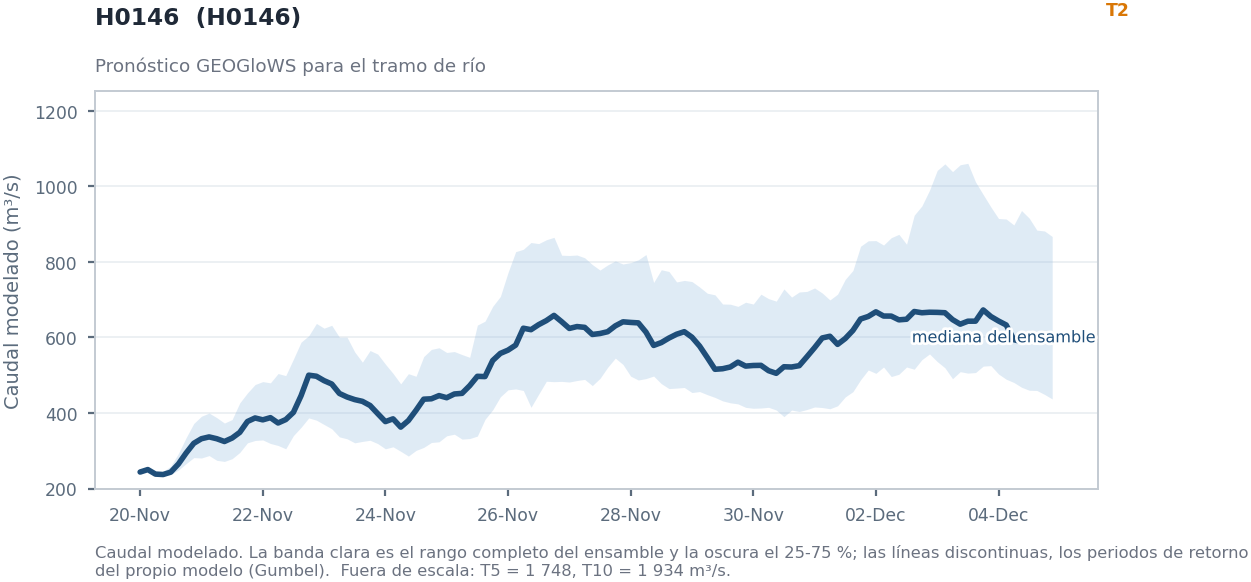 H0146 (H0146)
T2
Pronóstico GEOGloWS para el tramo de río
Caudal modelado (m³/s)
1200
1000
800
600
400
200
mediana del ensamble
20-Nov
22-Nov
24-Nov
26-Nov
28-Nov
30-Nov
02-Dec
04-Dec
Caudal modelado. La banda clara es el rango completo del ensamble y la oscura el 25-75 %; las líneas discontinuas, los periodos de retorno
del propio modelo (Gumbel). Fuera de escala: T5 = 1 748, T10 = 1 934 m³/s.